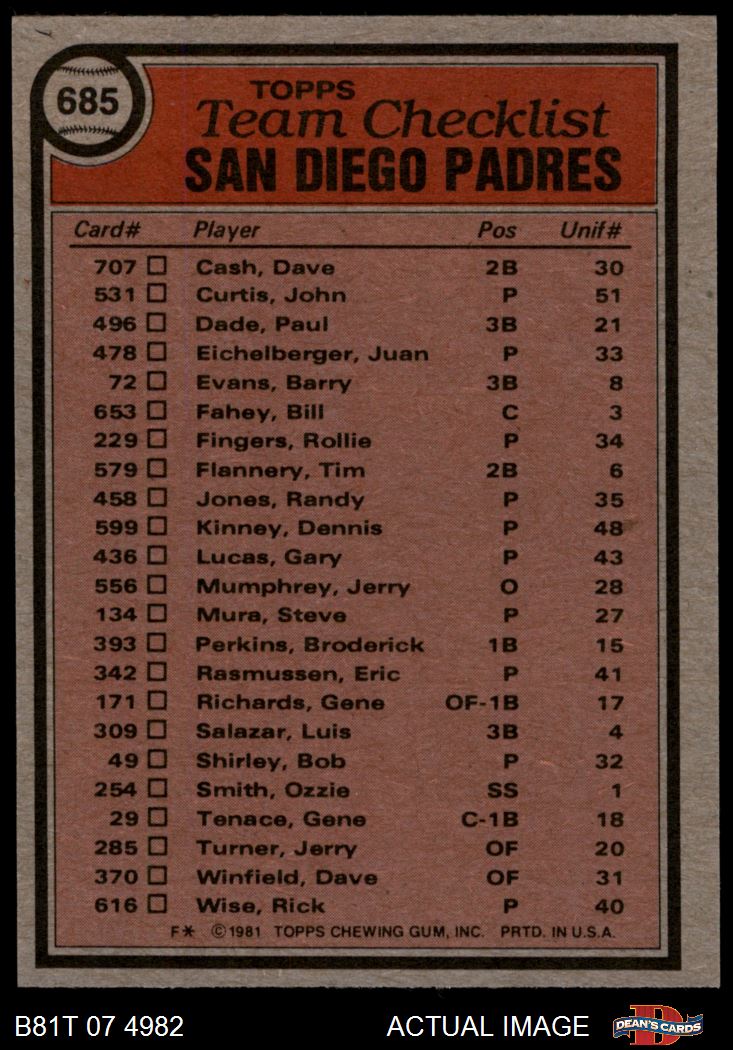 685
TOPPS
Team Checklist
SAN DIEGO PADRES
Card# Player Pos Unif#
707 Cash, Dave 2B 30
531 Curtis, John P 51
496 Dade, Paul 3B 21
478 Eichelberger, Juan P 33
72 Evans, Barry 3B 8
653 Fahey, Bill C 3
229 Fingers, Rollie P 34
579 Flannery, Tim 2B 6
458 Jones, Randy P 35
599 Kinney, Dennis P 48
436 Lucas, Gary P 43
556 Mumphrey, Jerry O 28
134 Mura, Steve P 27
393 Perkins, Broderick 1B 15
342 Rasmussen, Eric P 41
171 Richards, Gene OF-1B 17
309 Salazar, Luis 3B 4
49 Shirley, Bob P 32
254 Smith, Ozzie SS 1
29 Tenace, Gene C-1B 18
285 Turner, Jerry OF 20
370 Winfield, Dave OF 31
616 Wise, Rick P 40
F* ©1981 TOPPS CHEWING GUM, INC. PRTD. IN U.S.A.
B81T 07 4982 ACTUAL IMAGE D DEAN'S CARDS